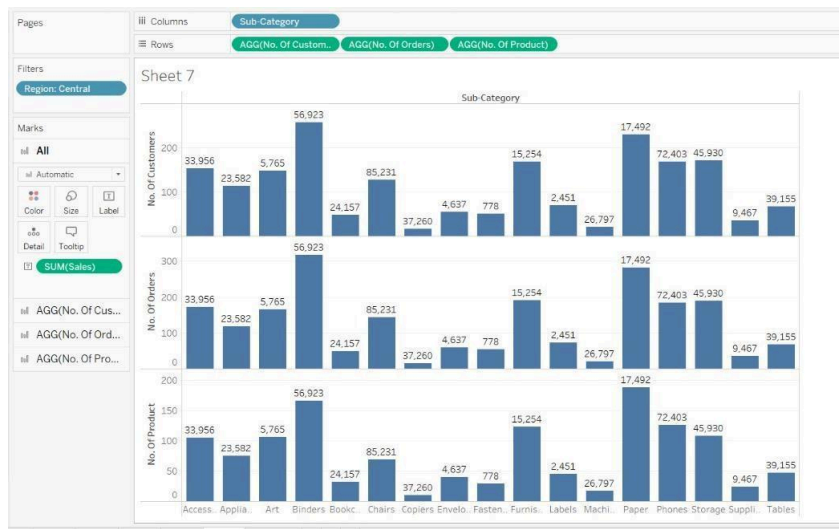 Pages
iii Columns
Sub-Category
Rows
AGG(No. Of Custom.. AGG(No. Of Orders) AGG(No. Of Product)
Filters
Region: Central
Marks
All
Automatic
Color Size Label
Detail Tooltip
SUM(Sales)
AGG(No. Of Cus...
AGG(No. Of Ord...
AGG(No. Of Pro...
Sheet 7
Sub-Category
No. Of Customers
200
100
0
33,956 23,582 5,765 56,923 24,157 85,231 37,260 4,637 778 15,254 2,451 26,797 17,492 72,403 45,930 9,467 39,155
No. Of Orders
300
200
100
0
33,956 23,582 5,765 56,923 24,157 85,231 37,260 4,637 778 15,254 2,451 26,797 17,492 72,403 45,930 9,467 39,155
No. Of Product
200
150
100
50
0
33,956 23,582 5,765 56,923 24,157 85,231 37,260 4,637 778 15,254 2,451 26,797 17,492 72,403 45,930 9,467 39,155
Access.. Applia.. Art Binders Bookc.. Chairs Copiers Envelo.. Fasten.. Furnis.. Labels Machi.. Paper Phones Storage Suppli.. Tables